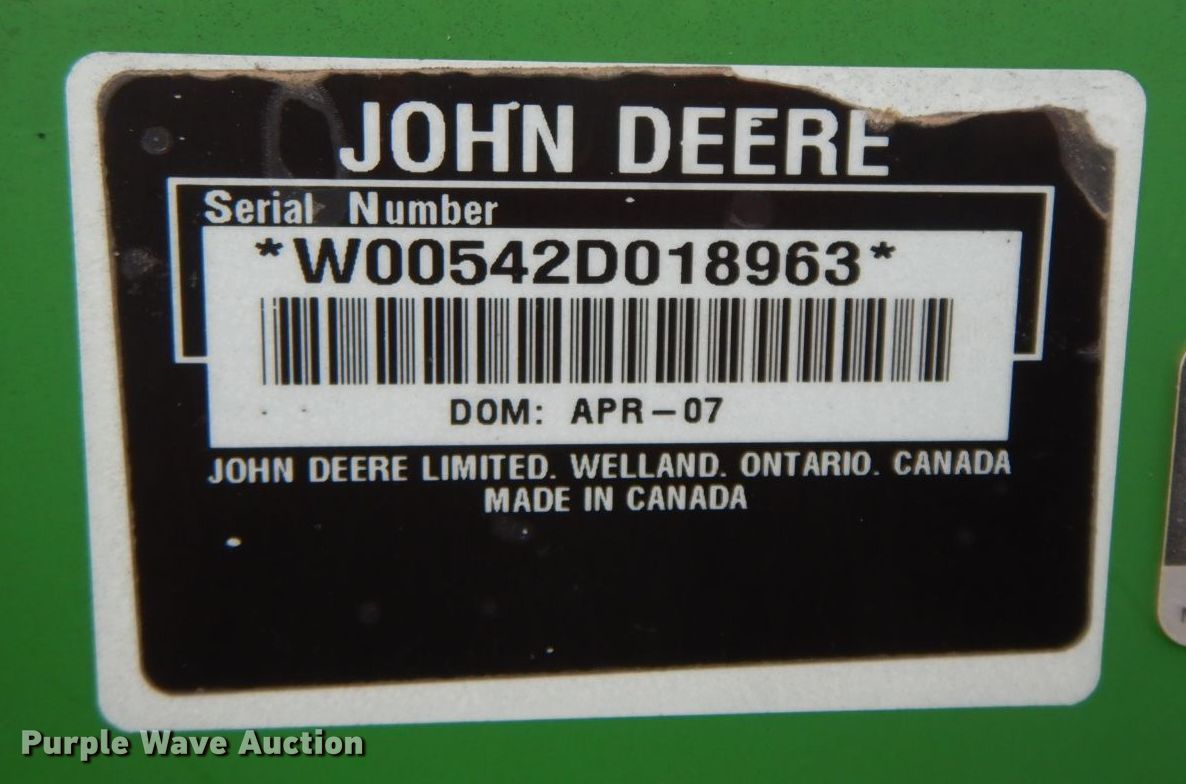 JOHN DEERE
Serial Number
*W00542D018963*
DOM: APR-07
JOHN DEERE LIMITED. WELLAND. ONTARIO. CANADA
MADE IN CANADA
Purple Wave Auction